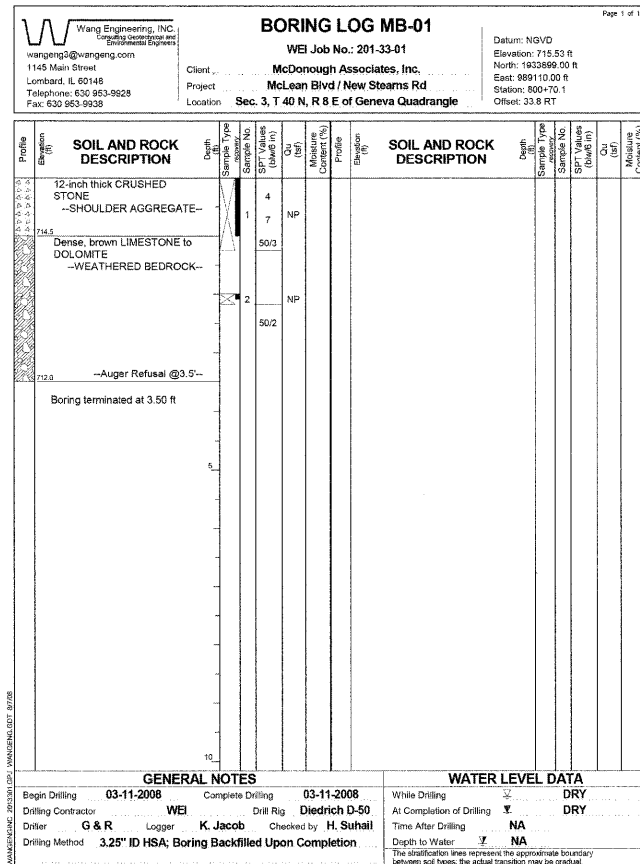 Page 1 of 1
Wang Engineering, INC.
Consulting Geotechnical and
Environmental Engineers
wangeng3@wangeng.com
1145 Main Street
Lombard, IL 60148
Telephone: 630 953-9928
Fax: 630 953-9938
BORING LOG MB-01
WEI Job No.: 201-33-01
Client McDonough Associates, Inc.
Project McLean Blvd / New Stearns Rd
Location Sec. 3, T 40 N, R 8 E of Geneva Quadrangle
Datum: NGVD
Elevation: 715.53 ft
North: 1933899.00 ft
East: 989110.00 ft
Station: 800+70.1
Offset: 33.8 RT
Profile
Elevation (ft)
SOIL AND ROCK
DESCRIPTION
Depth (ft)
Sample Type
recovery
Sample No.
SPT Values (blw/6 in)
Qu (tsf)
Moisture Content (%)
Profile
Elevation (ft)
SOIL AND ROCK
DESCRIPTION
Depth (ft)
Sample Type
recovery
Sample No.
SPT Values (blw/6 in)
Qu (tsf)
Moisture Content (%)
12-inch thick CRUSHED
STONE
--SHOULDER AGGREGATE--
714.5
1
4
7
50/3
NP
Dense, brown LIMESTONE to
DOLOMITE
--WEATHERED BEDROCK--
2
50/2
NP
--Auger Refusal @3.5'--
712.0
Boring terminated at 3.50 ft
5
10
WANGENGINC 2013301.GPJ WANGENG.GDT 8/7/08
GENERAL NOTES
Begin Drilling 03-11-2008 Complete Drilling 03-11-2008
Drilling Contractor WEI Drill Rig Diedrich D-50
Driller G & R Logger K. Jacob Checked by H. Suhail
Drilling Method 3.25" ID HSA; Boring Backfilled Upon Completion
WATER LEVEL DATA
While Drilling DRY
At Completion of Drilling DRY
Time After Drilling NA
Depth to Water NA
The stratification lines represent the approximate boundary
between soil types; the actual transition may be gradual.